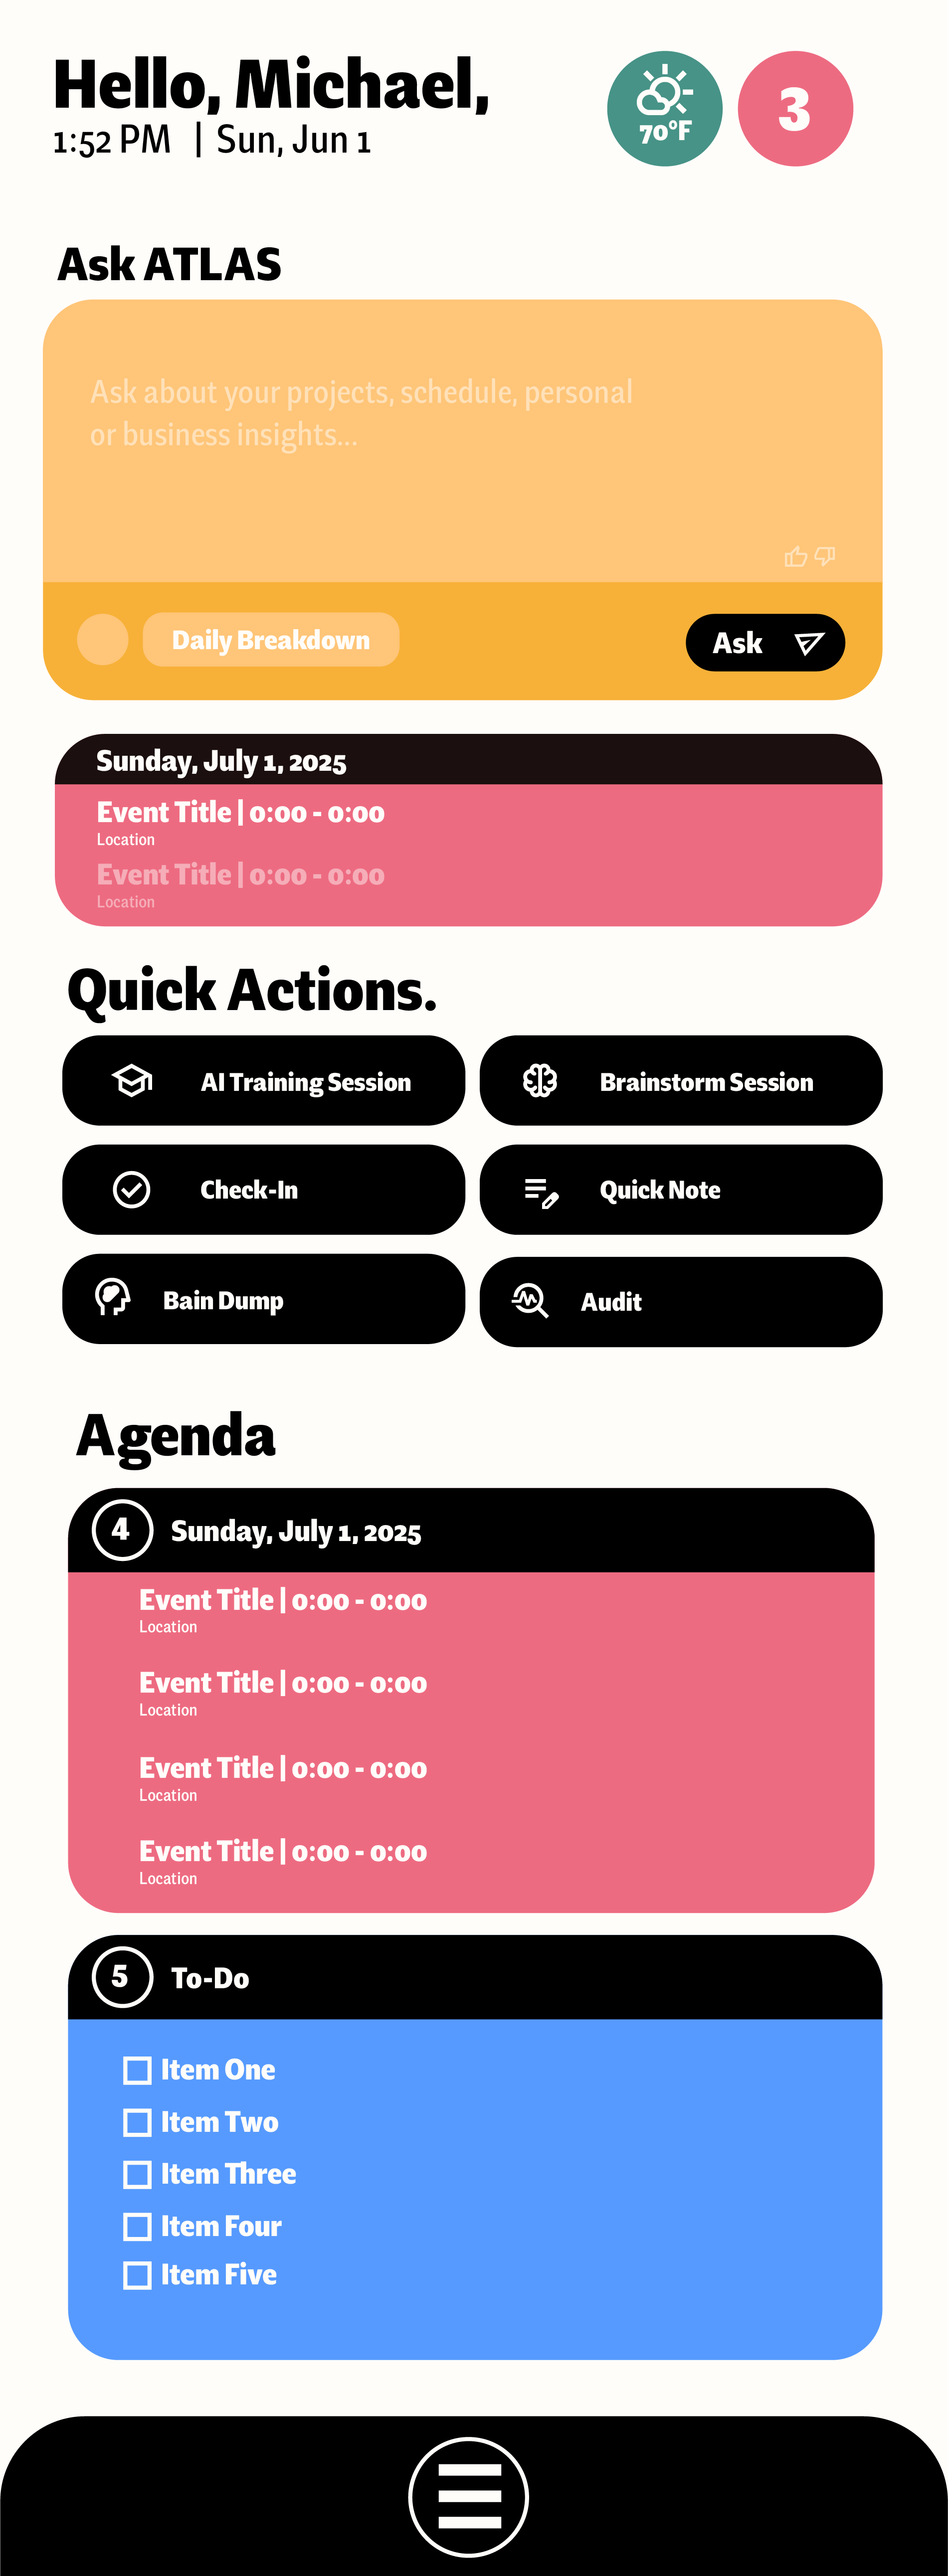 Hello, Michael,
1:52 PM | Sun, Jun 1
70°F
3
Ask ATLAS
Ask about your projects, schedule, personal
or business insights...
Daily Breakdown
Ask
Sunday, July 1, 2025
Event Title | 0:00 - 0:00
Location
Event Title | 0:00 - 0:00
Location
Quick Actions.
AI Training Session
Brainstorm Session
Check-In
Quick Note
Bain Dump
Audit
Agenda
4
Sunday, July 1, 2025
Event Title | 0:00 - 0:00
Location
Event Title | 0:00 - 0:00
Location
Event Title | 0:00 - 0:00
Location
Event Title | 0:00 - 0:00
Location
5
To-Do
Item One
Item Two
Item Three
Item Four
Item Five